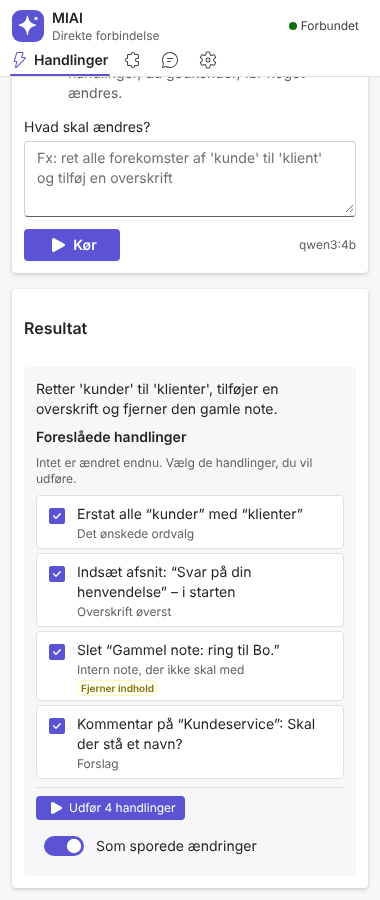 MIAI
Direkte forbindelse
Forbundet
Handlinger
handlinger, du godkender, før noget
ændres.
Hvad skal ændres?
Fx: ret alle forekomster af 'kunde' til 'klient'
og tilføj en overskrift
Kør
qwen3:4b
Resultat
Retter 'kunder' til 'klienter', tilføjer en
overskrift og fjerner den gamle note.
Foreslåede handlinger
Intet er ændret endnu. Vælg de handlinger, du vil
udføre.
Erstat alle “kunder” med “klienter”
Det ønskede ordvalg
Indsæt afsnit: “Svar på din
henvendelse” – i starten
Overskrift øverst
Slet “Gammel note: ring til Bo.”
Intern note, der ikke skal med
Fjerner indhold
Kommentar på “Kundeservice”: Skal
der stå et navn?
Forslag
Udfør 4 handlinger
Som sporede ændringer